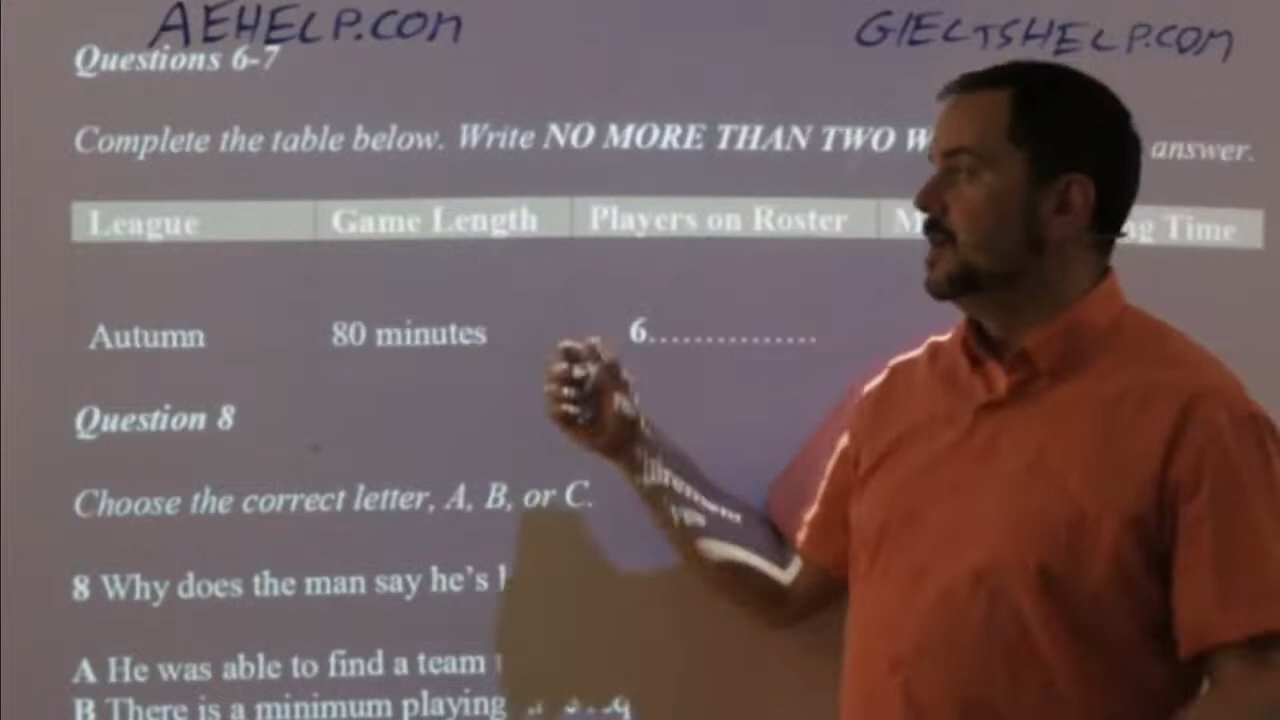 AEHELP.COM GIELTSHELP.COM
Questions 6-7
Complete the table below. Write NO MORE THAN TWO answer.
League Game Length Players on Roster Time
Autumn 80 minutes 6...............
Question 8
Choose the correct letter, A, B, or C.
8 Why does the man say he's
A He was able to find a team
B There is a minimum playing